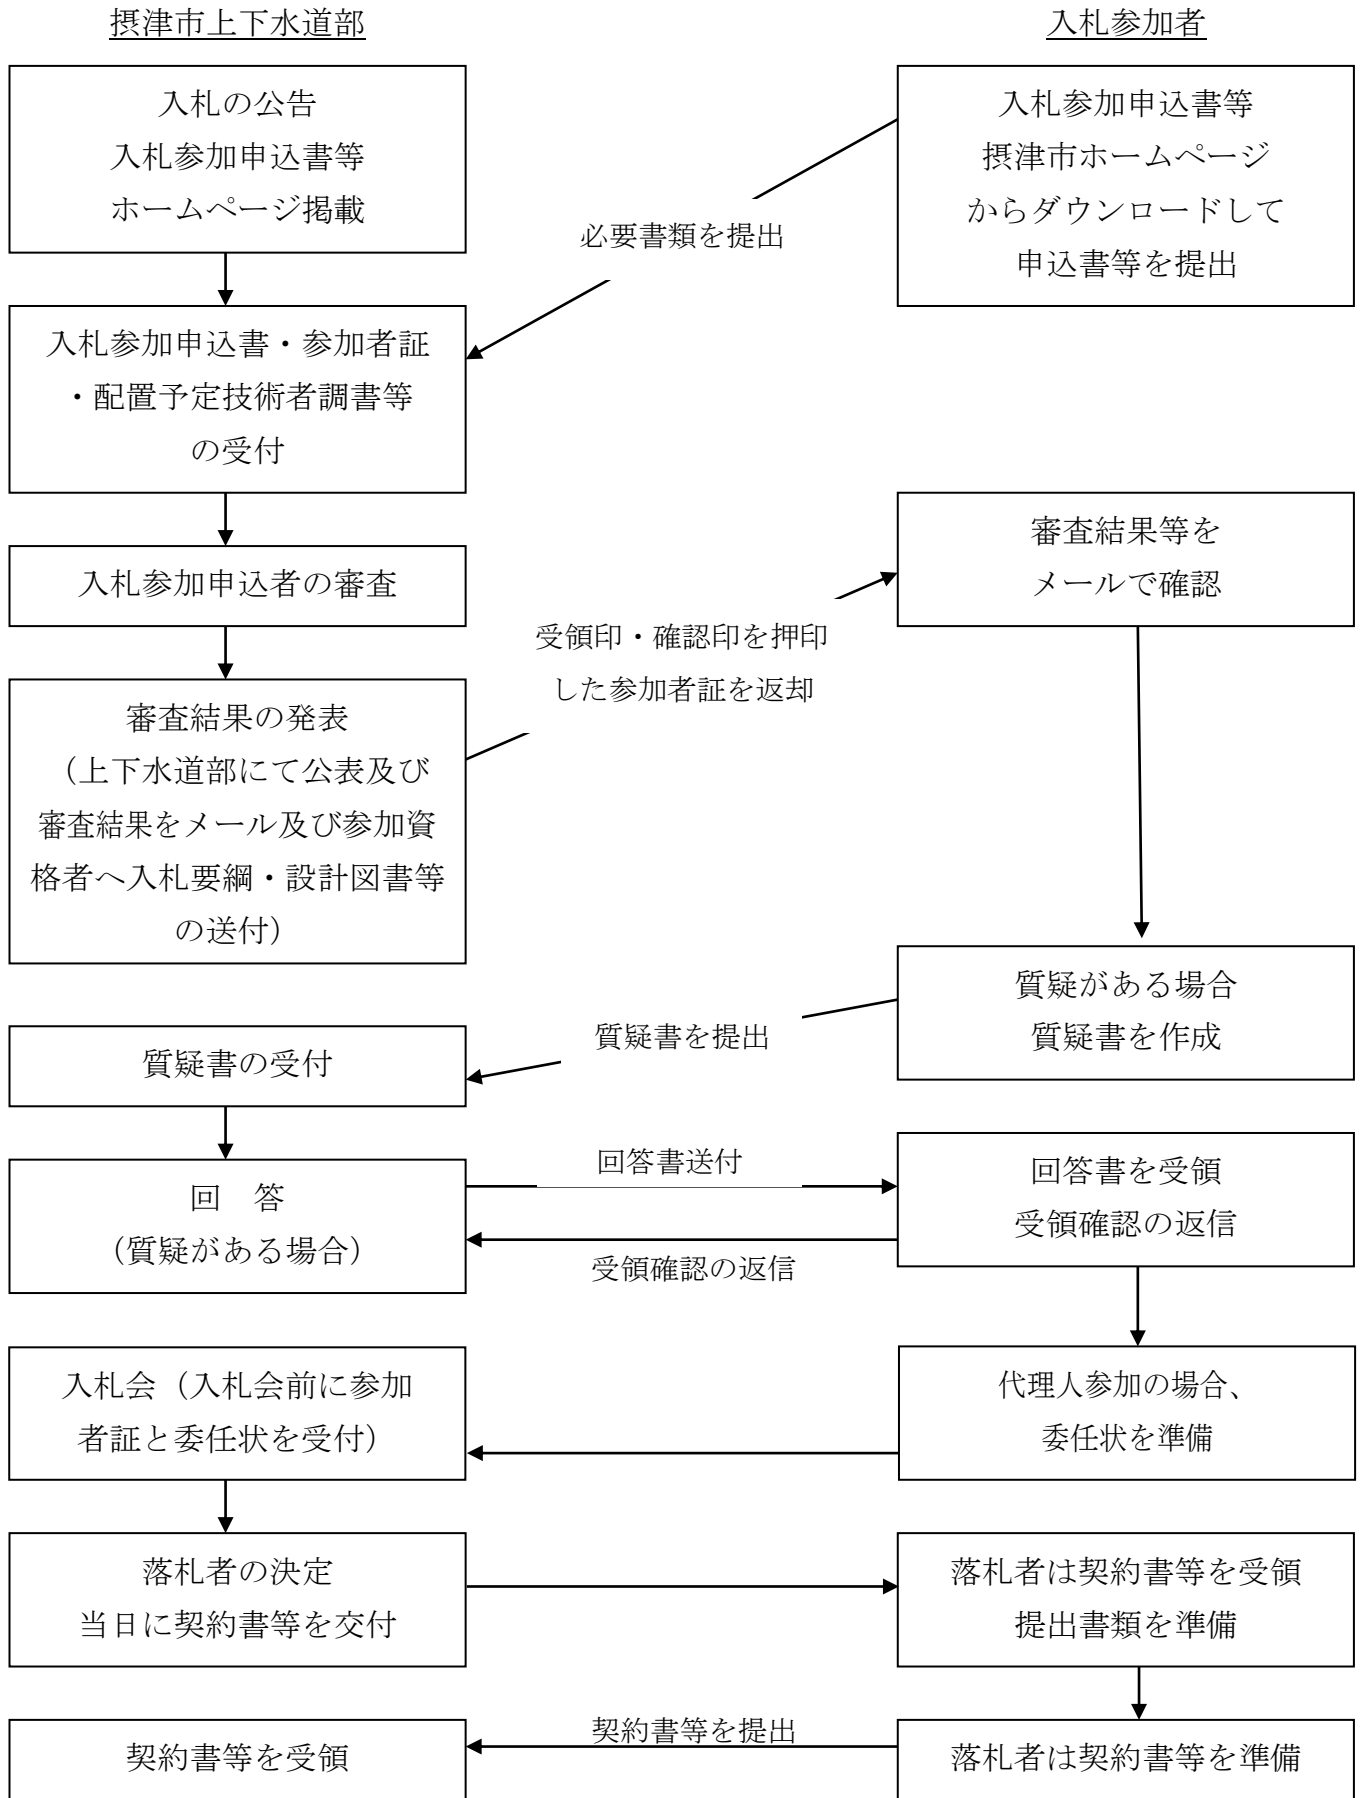 摂津市上下水道部
入札参加者
入札の公告
入札参加申込書等
ホームページ掲載
入札参加申込書等
摂津市ホームページ
からダウンロードして
申込書等を提出
必要書類を提出
入札参加申込書・参加者証
・配置予定技術者調書等
の受付
入札参加申込者の審査
審査結果等を
メールで確認
受領印・確認印を押印
した参加者証を返却
審査結果の発表
（上下水道部にて公表及び
審査結果をメール及び参加資
格者へ入札要綱・設計図書等
の送付）
質疑がある場合
質疑書を作成
質疑書を提出
質疑書の受付
回　答
（質疑がある場合）
回答書送付
回答書を受領
受領確認の返信
受領確認の返信
入札会（入札会前に参加
者証と委任状を受付）
代理人参加の場合、
委任状を準備
落札者の決定
当日に契約書等を交付
落札者は契約書等を受領
提出書類を準備
契約書等を受領
契約書等を提出
落札者は契約書等を準備